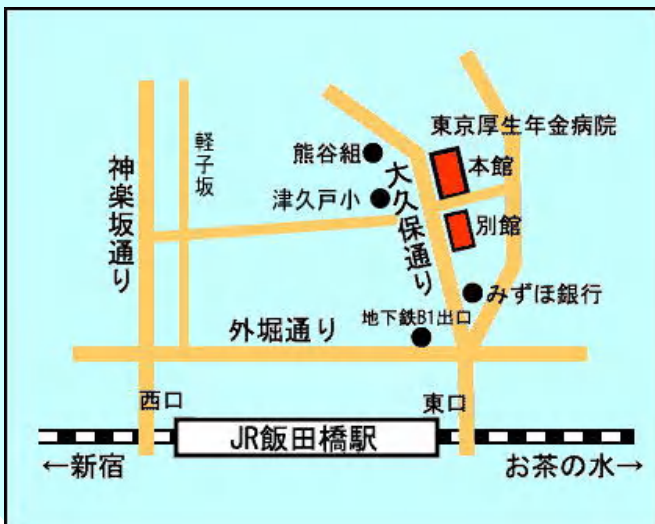 東京厚生年金病院
熊谷組
本館
軽子坂
神楽坂通り
大久保通り
津久戸小
別館
みずほ銀行
地下鉄B1出口
外堀通り
西口
東口
JR飯田橋駅
←新宿
お茶の水→